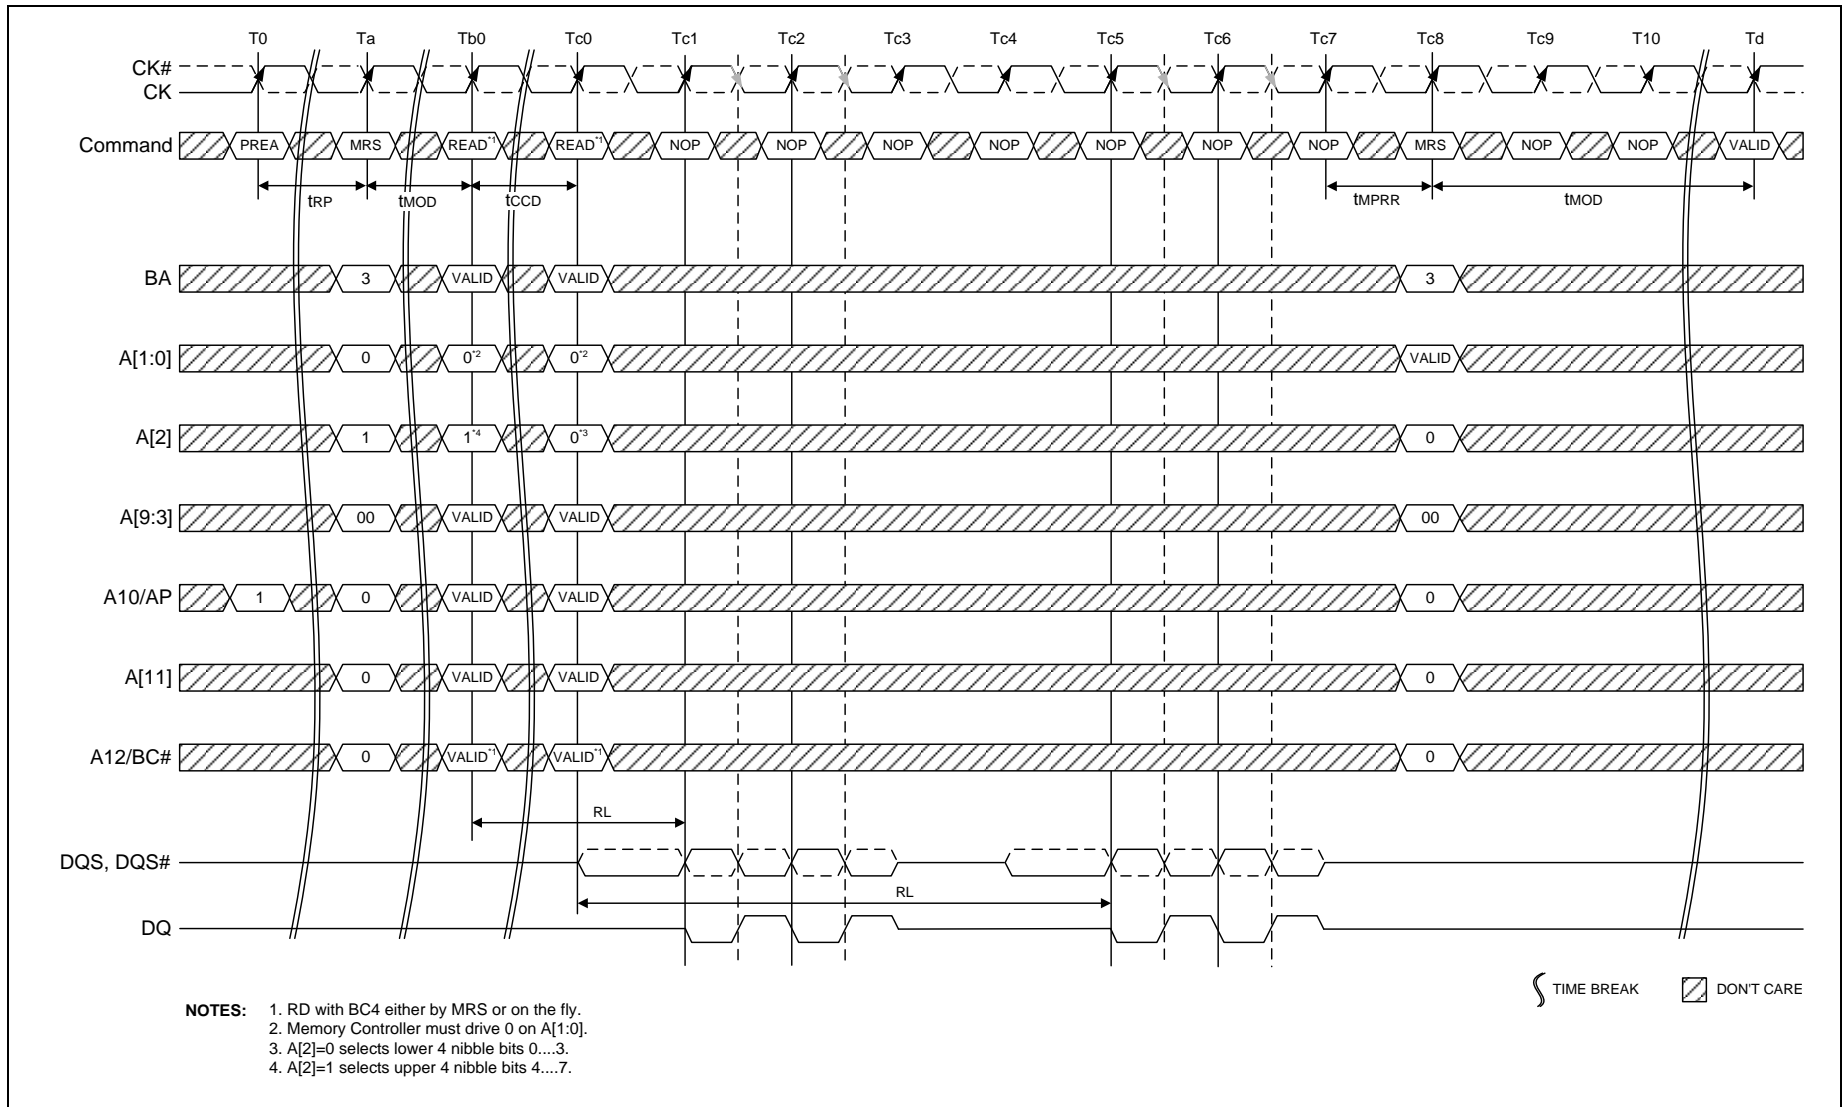 T0 Ta Tb0 Tc0 Tc1 Tc2 Tc3 Tc4 Tc5 Tc6 Tc7 Tc8 Tc9 T10 Td
CK#
CK
Command PREA MRS READ*1 READ*1 NOP NOP NOP NOP NOP NOP NOP MRS NOP NOP VALID
tRP tMOD tCCD tMPRR tMOD
BA 3 VALID VALID 3
A[1:0] 0 0*2 0*2 VALID
A[2] 1 1*4 0*3 0
A[9:3] 00 VALID VALID 00
A10/AP 1 0 VALID VALID 0
A[11] 0 VALID VALID 0
A12/BC# 0 VALID*1 VALID*1 0
RL
DQS, DQS#
RL
DQ
TIME BREAK DON'T CARE
NOTES: 1. RD with BC4 either by MRS or on the fly.
2. Memory Controller must drive 0 on A[1:0].
3. A[2]=0 selects lower 4 nibble bits 0....3.
4. A[2]=1 selects upper 4 nibble bits 4....7.